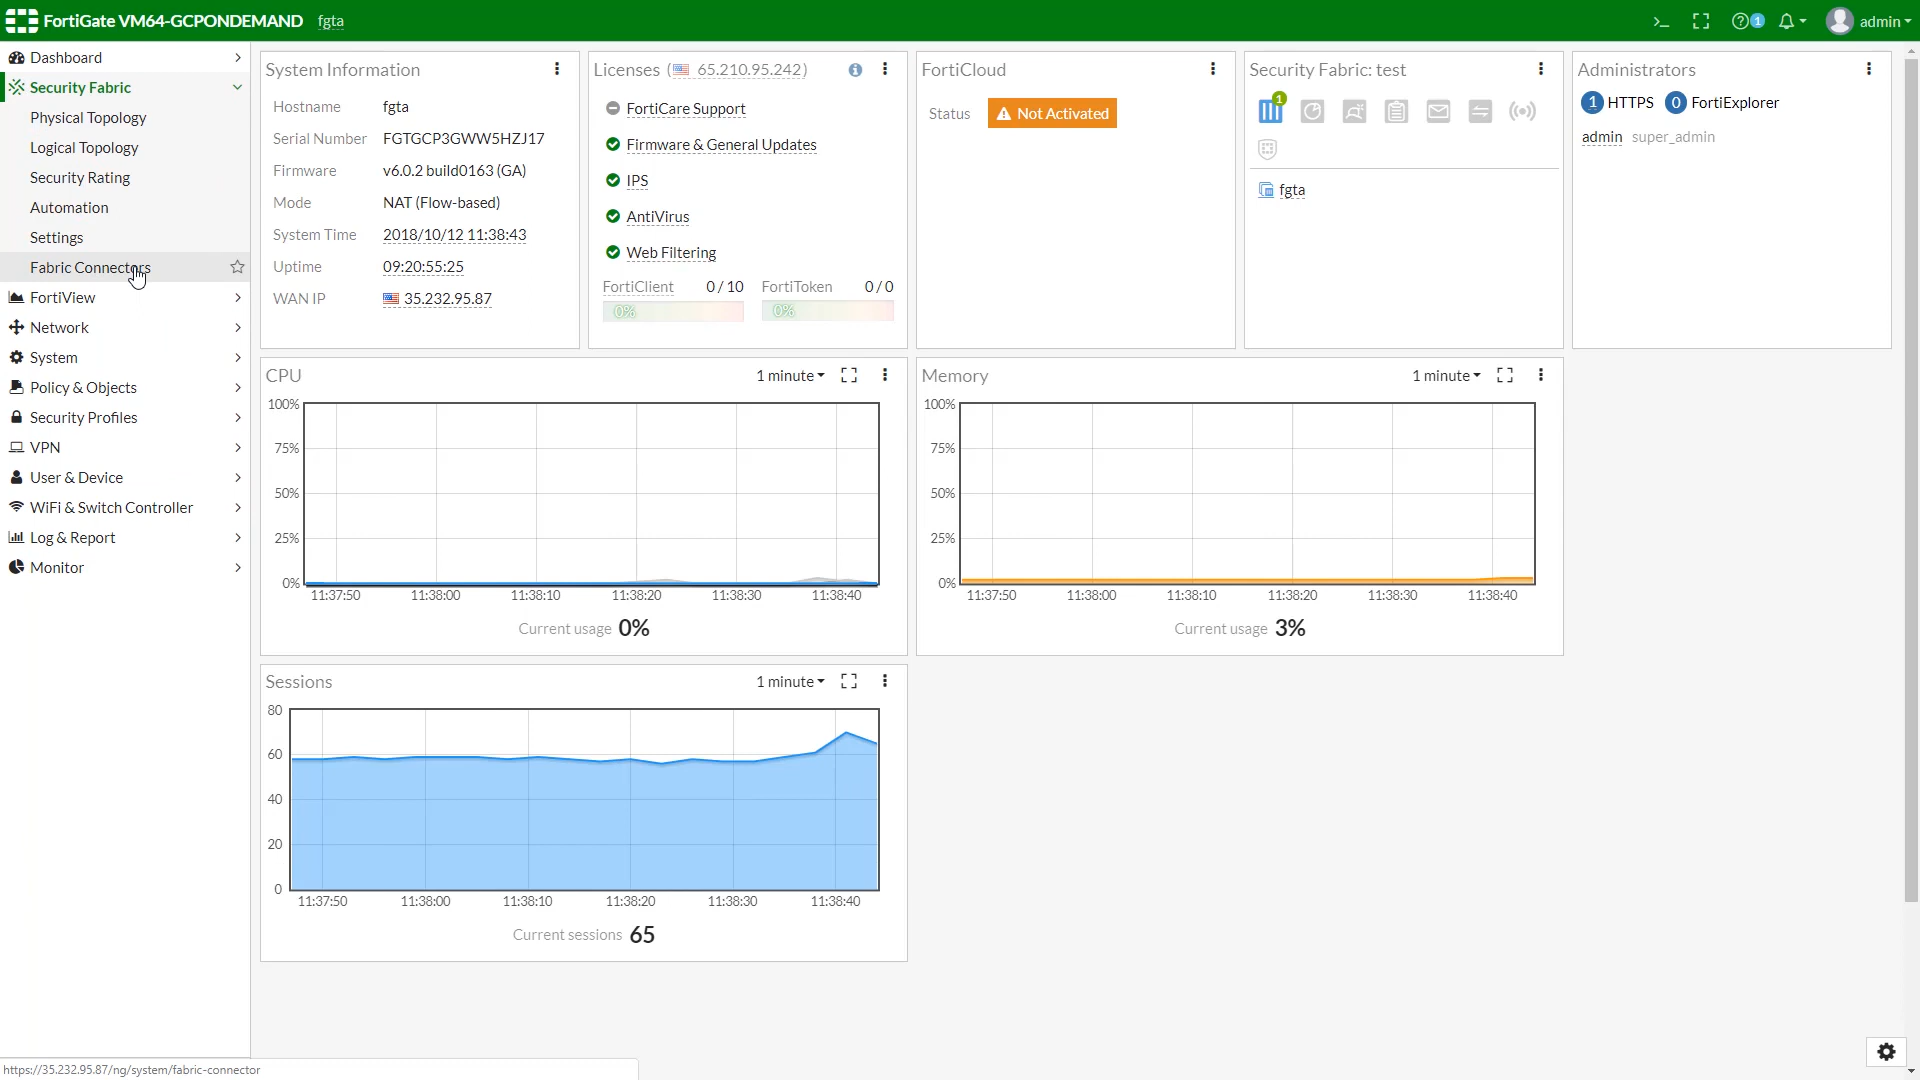 FortiGate VM64-GCPONDEMAND fgta
1
admin
Dashboard
Security Fabric
Physical Topology
Logical Topology
Security Rating
Automation
Settings
Fabric Connectors
FortiView
Network
System
Policy & Objects
Security Profiles
VPN
User & Device
WiFi & Switch Controller
Log & Report
Monitor
System Information
Hostname fgta
Serial Number FGTGCP3GWW5HZJ17
Firmware v6.0.2 build0163 (GA)
Mode NAT (Flow-based)
System Time 2018/10/12 11:38:43
Uptime 09:20:55:25
WAN IP 35.232.95.87
Licenses (65.210.95.242)
FortiCare Support
Firmware & General Updates
IPS
AntiVirus
Web Filtering
FortiClient 0 / 10 FortiToken 0 / 0
0% 0%
FortiCloud
Status Not Activated
Security Fabric: test
1
fgta
Administrators
1 HTTPS 0 FortiExplorer
admin super_admin
CPU 1 minute
100%
75%
50%
25%
0%
11:37:50 11:38:00 11:38:10 11:38:20 11:38:30 11:38:40
Current usage 0%
Memory 1 minute
100%
75%
50%
25%
0%
11:37:50 11:38:00 11:38:10 11:38:20 11:38:30 11:38:40
Current usage 3%
Sessions 1 minute
80
60
40
20
0
11:37:50 11:38:00 11:38:10 11:38:20 11:38:30 11:38:40
Current sessions 65
https://35.232.95.87/ng/system/fabric-connector